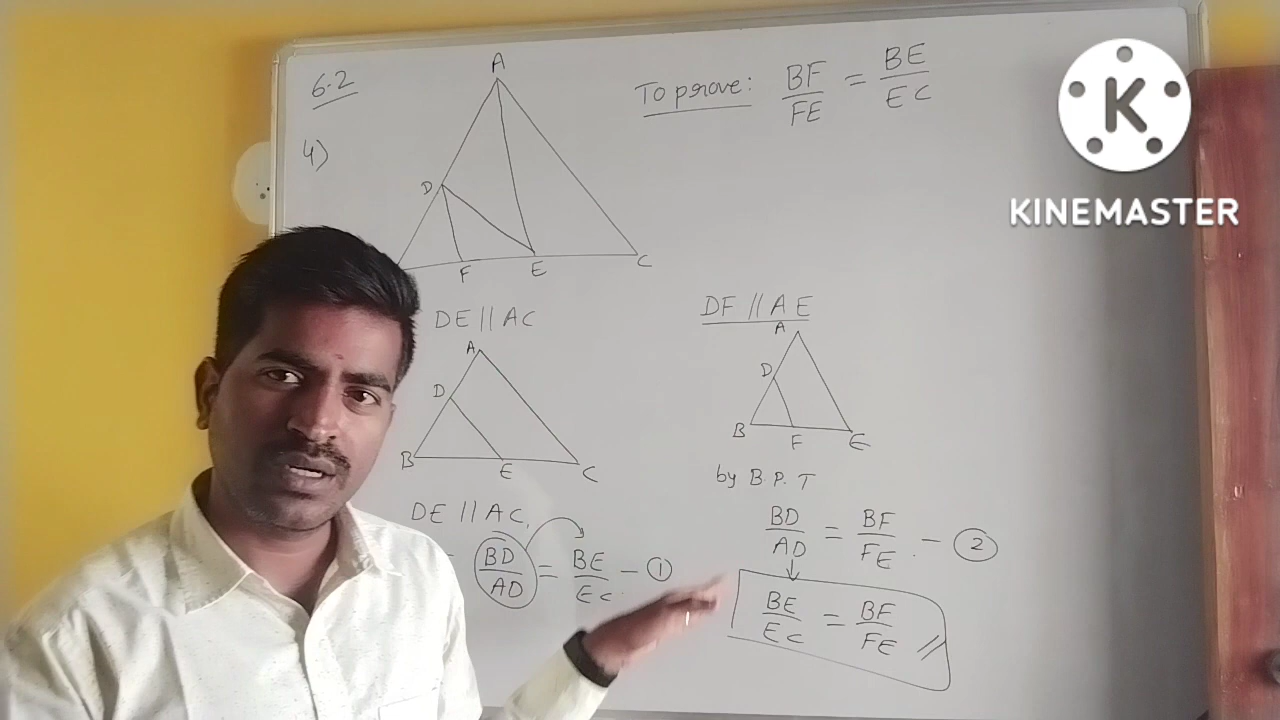 6.2
To prove: BF/FE = BE/EC
4)
A
D
F E C
K
KINEMASTER
DE || AC
A
D
B E C
DF || AE
A
D
B F E
by B.P.T
DE || AC,
BD/AD = BE/EC - ①
BD/AD = BF/FE - ②
BE/EC = BF/FE //